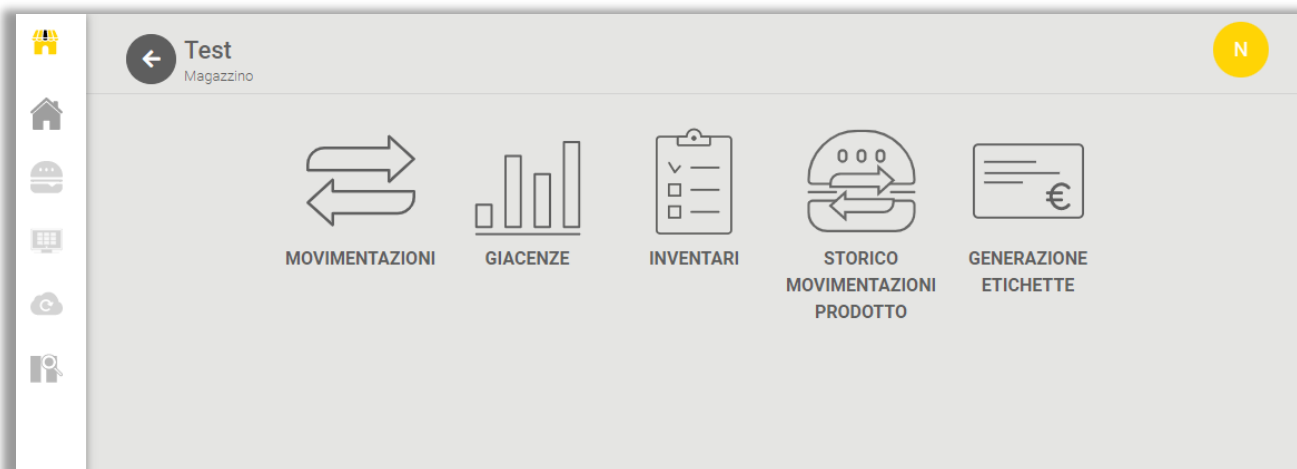 Test
Magazzino
N
MOVIMENTAZIONI
GIACENZE
INVENTARI
STORICO
MOVIMENTAZIONI
PRODOTTO
GENERAZIONE
ETICHETTE
€